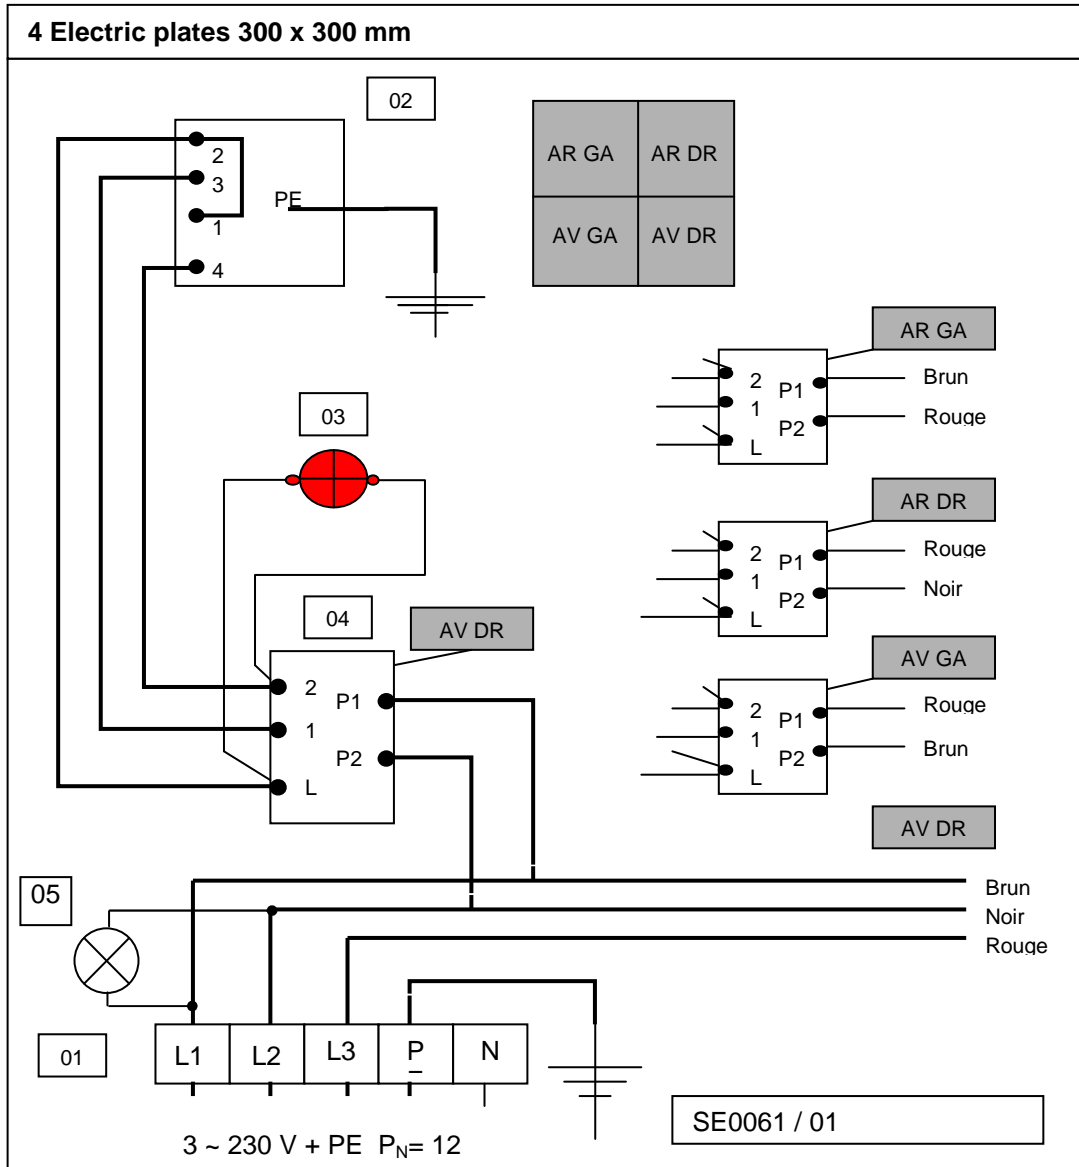 4 Electric plates 300 x 300 mm
02
2
3
PE
1
4
AR GA AR DR
AV GA AV DR
AR GA
2 P1 Brun
1
P2 Rouge
L
03
AR DR
2 P1 Rouge
1
P2 Noir
L
04
AV DR
2
P1
1
P2
L
AV GA
2 P1 Rouge
1
P2 Brun
L
AV DR
05
Brun
Noir
Rouge
01
L1 L2 L3 P N
3 ~ 230 V + PE PN= 12
SE0061 / 01